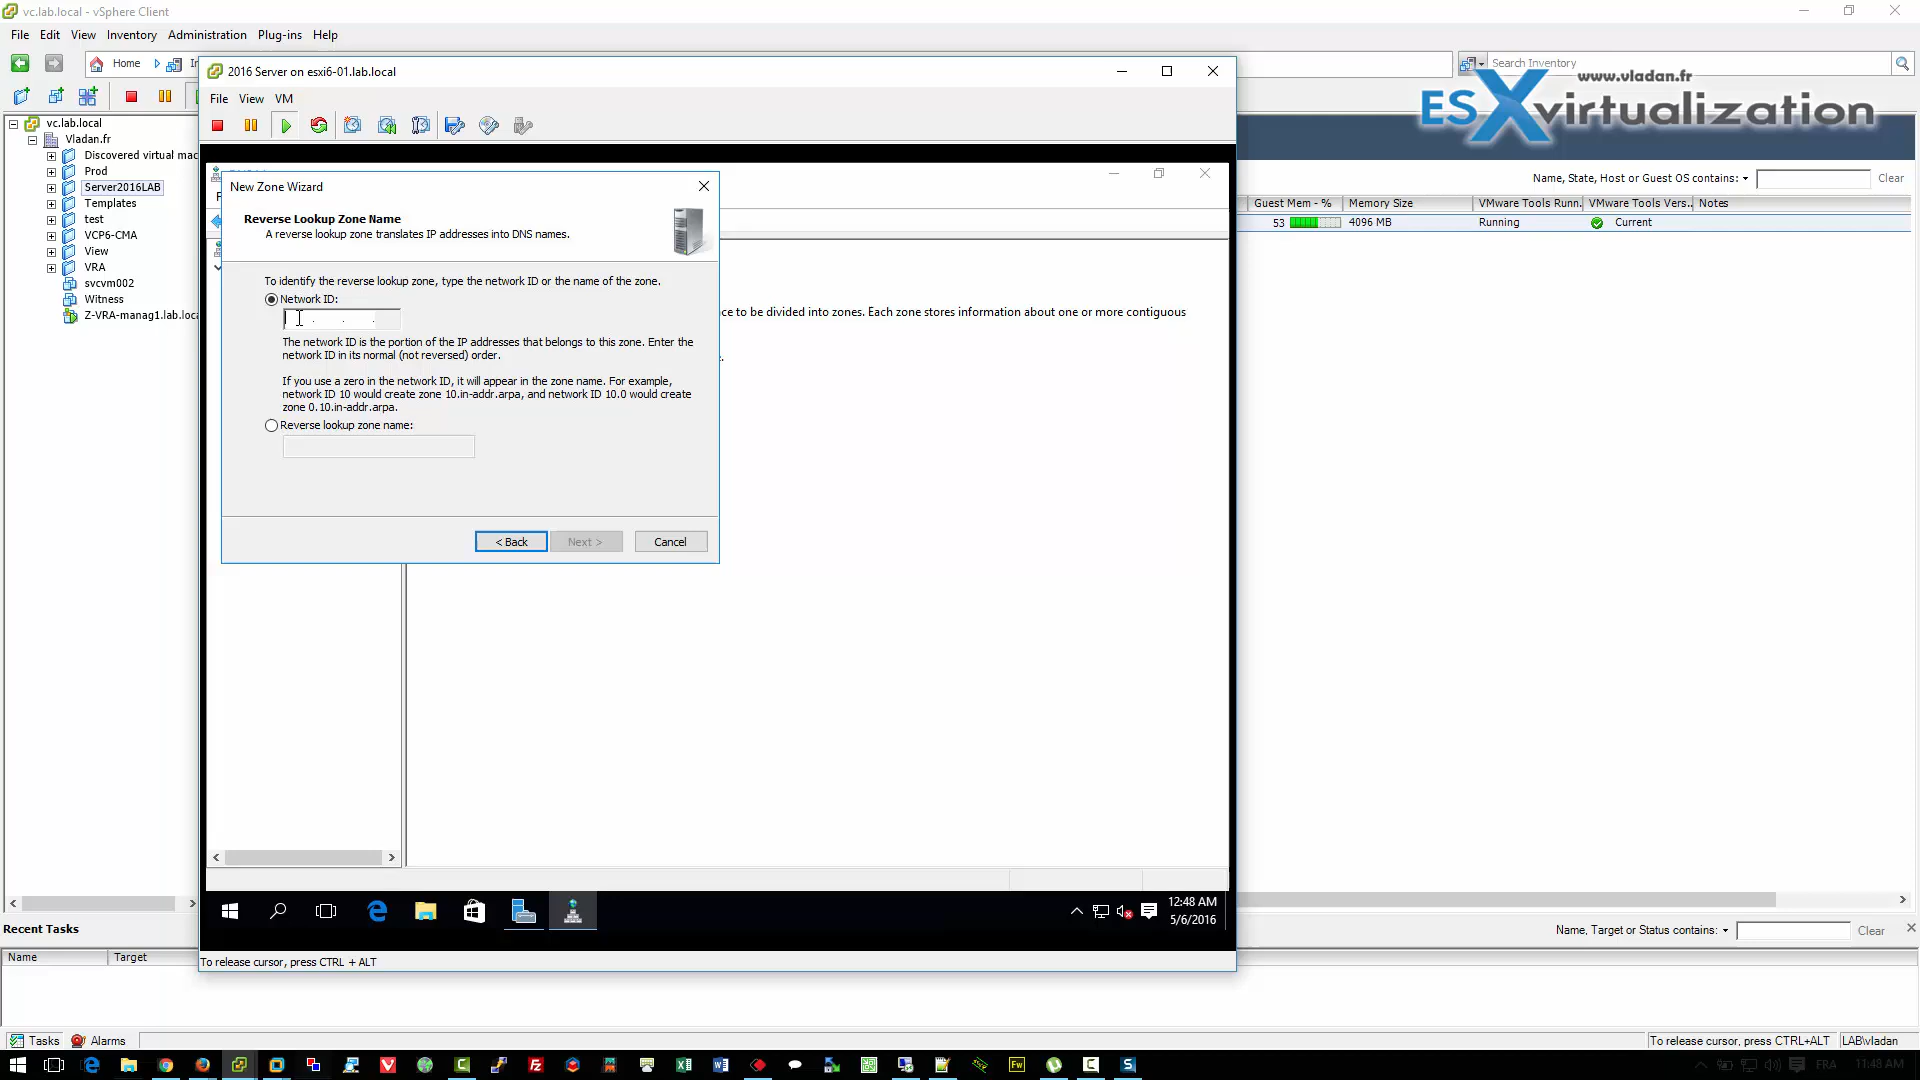 vc.lab.local - vSphere Client
File Edit View Inventory Administration Plug-ins Help
Home
Search Inventory
www.vladan.fr
ESXvirtualization
vc.lab.local
Vladan.fr
Discovered virtual mac
Prod
Server2016LAB
Templates
test
VCP6-CMA
View
VRA
svcvm002
Witness
Z-VRA-manag1.lab.loca
2016 Server on esxi6-01.lab.local
File View VM
New Zone Wizard
Reverse Lookup Zone Name
A reverse lookup zone translates IP addresses into DNS names.
To identify the reverse lookup zone, type the network ID or the name of the zone.
Network ID:
. . .
The network ID is the portion of the IP addresses that belongs to this zone. Enter the
network ID in its normal (not reversed) order.
If you use a zero in the network ID, it will appear in the zone name. For example,
network ID 10 would create zone 10.in-addr.arpa, and network ID 10.0 would create
zone 0.10.in-addr.arpa.
Reverse lookup zone name:
< Back Next > Cancel
ce to be divided into zones. Each zone stores information about one or more contiguous
Name, State, Host or Guest OS contains: Clear
Guest Mem - % Memory Size VMware Tools Runn... VMware Tools Vers... Notes
53 4096 MB Running Current
12:48 AM
5/6/2016
To release cursor, press CTRL + ALT
Recent Tasks
Name, Target or Status contains: Clear
Name Target
Tasks Alarms
To release cursor, press CTRL+ALT LAB\vladan
FRA 11:48 AM